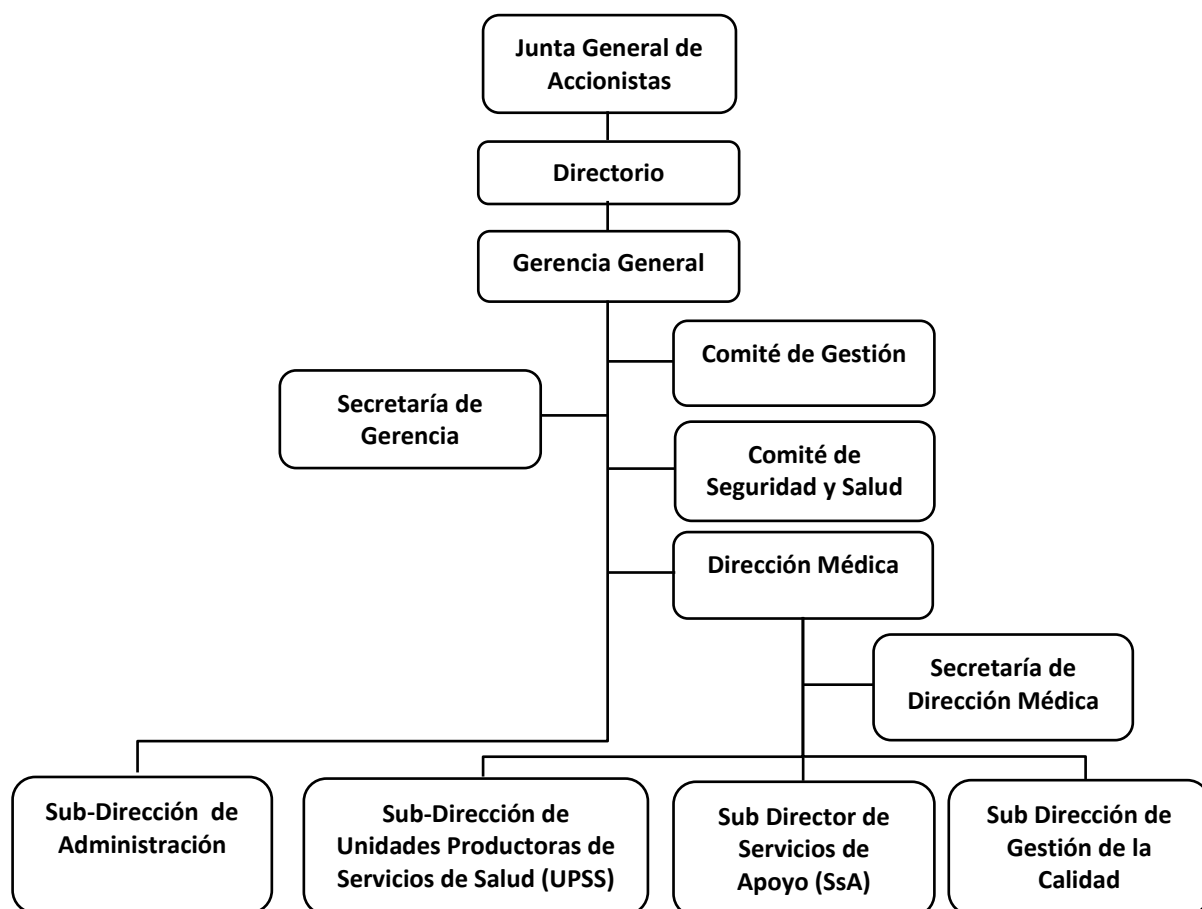 Junta General de
Accionistas
Directorio
Gerencia General
Comité de Gestión
Secretaría de
Gerencia
Comité de
Seguridad y Salud
Dirección Médica
Secretaría de
Dirección Médica
Sub-Dirección de
Administración
Sub-Dirección de
Unidades Productoras de
Servicios de Salud (UPSS)
Sub Director de
Servicios de
Apoyo (SsA)
Sub Dirección de
Gestión de la
Calidad